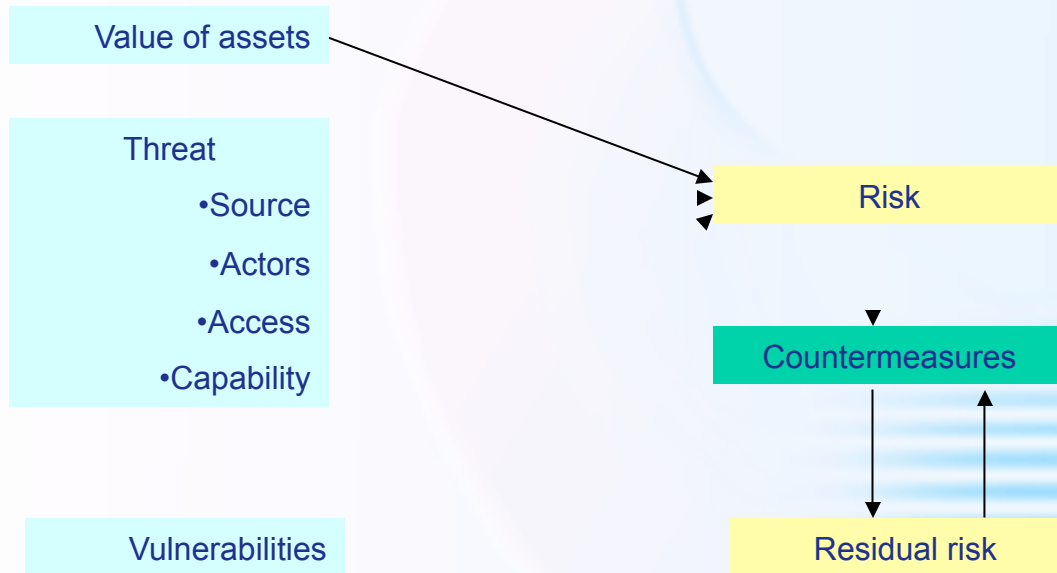 Value of assets
Threat
•Source
•Actors
•Access
•Capability
Vulnerabilities
Risk
Countermeasures
Residual risk